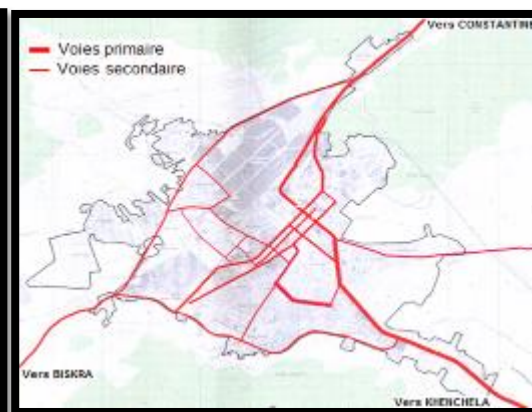 Vers CONSTANTINE
Voies primaire
Voies secondaire
Vers BISKRA
Vers KHENCHELA